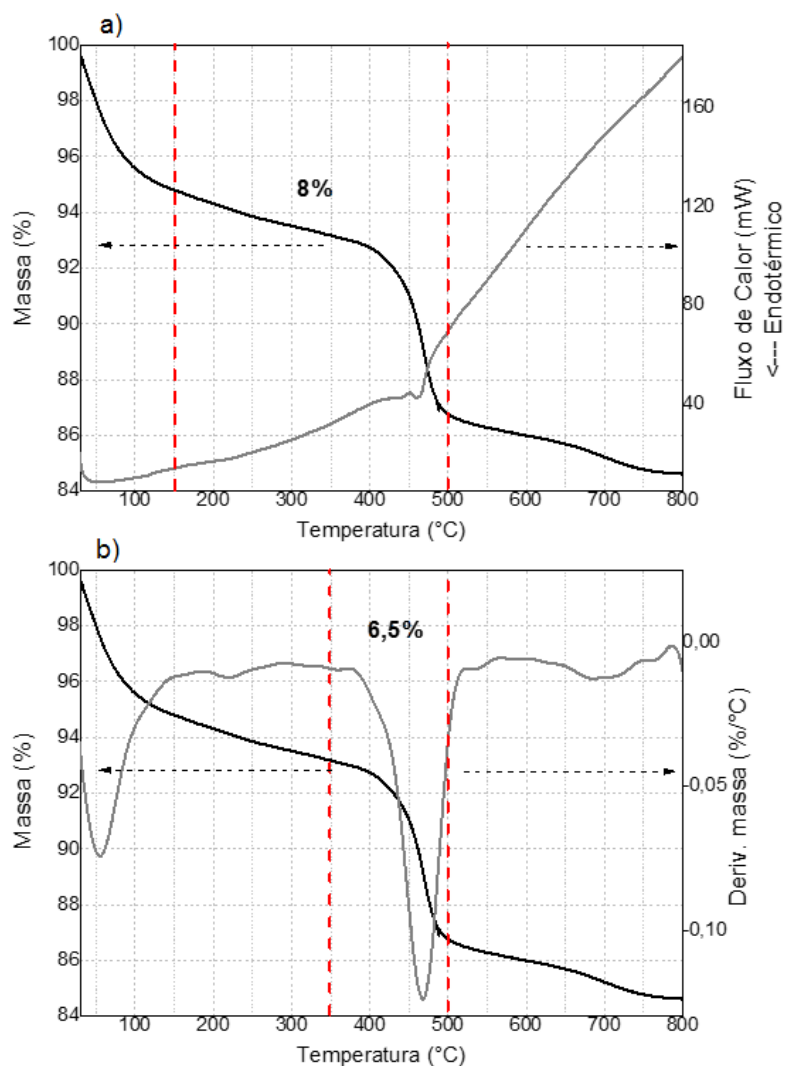 a)
100
98
96
94
92
90
88
86
84
Massa (%)
8%
160
120
80
40
Fluxo de Calor (mW)
<--- Endotérmico
100 200 300 400 500 600 700 800
Temperatura (°C)
b)
100
98
96
94
92
90
88
86
84
Massa (%)
6,5%
0,00
-0,05
-0,10
Deriv. massa (%/°C)
100 200 300 400 500 600 700 800
Temperatura (°C)